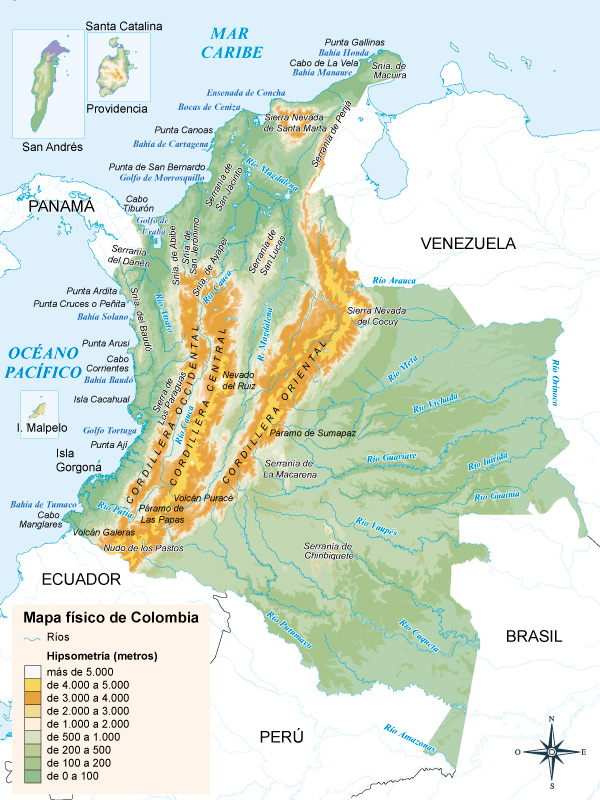 Santa Catalina
MAR
CARIBE
Punta Gallinas
Bahía Honda
Cabo de La Vela
Bahía Manaure
Snía. de
Macuira
Providencia
San Andrés
Ensenada de Concha
Bocas de Ceniza
Sierra Nevada
de Santa Marta
Serranía de Perijá
Punta Canoas
Bahía de Cartagena
Punta de San Bernardo
Golfo de Morrosquillo
Serranía de
San Jacinto
Río Magdalena
PANAMÁ
Cabo
Tiburón
Golfo de
Urabá
VENEZUELA
Serranía
del Darién
Snía. de Abibe
Snía. de
San Jerónimo
Snía. de Ayapel
Serranía de
San Lucas
Río Arauca
Punta Ardita
Punta Cruces o Peñita
Bahía Solano
Snía. del Baudó
Río Atrato
Río Cauca
R. Magdalena
Sierra Nevada
del Cocuy
OCÉANO
PACÍFICO
Punta Arusi
Cabo
Corrientes
Bahía Baudó
Isla Cacahual
Sierra de
Los Paraguas
CORDILLERA OCCIDENTAL
Río Cauca
CORDILLERA CENTRAL
Nevado
del Ruiz
CORDILLERA ORIENTAL
Río Meta
Río Orinoco
Río Vichada
I. Malpelo
Golfo Tortuga
Punta Ají
Isla
Gorgona
Páramo de Sumapaz
Río Guaviare
Río Inírida
Serranía de
La Macarena
Río Guainía
Bahía de Tumaco
Cabo
Manglares
Río Patía
Volcán Puracé
Páramo de
Las Papas
Volcán Galeras
Nudo de los Pastos
Río Vaupés
Serranía de
Chiribiquete
ECUADOR
Río Putumayo
Río Caquetá
BRASIL
PERÚ
Río Amazonas
Mapa físico de Colombia
Ríos
Hipsometría (metros)
más de 5.000
de 4.000 a 5.000
de 3.000 a 4.000
de 2.000 a 3.000
de 1.000 a 2.000
de 500 a 1.000
de 200 a 500
de 100 a 200
de 0 a 100
N
O
E
S